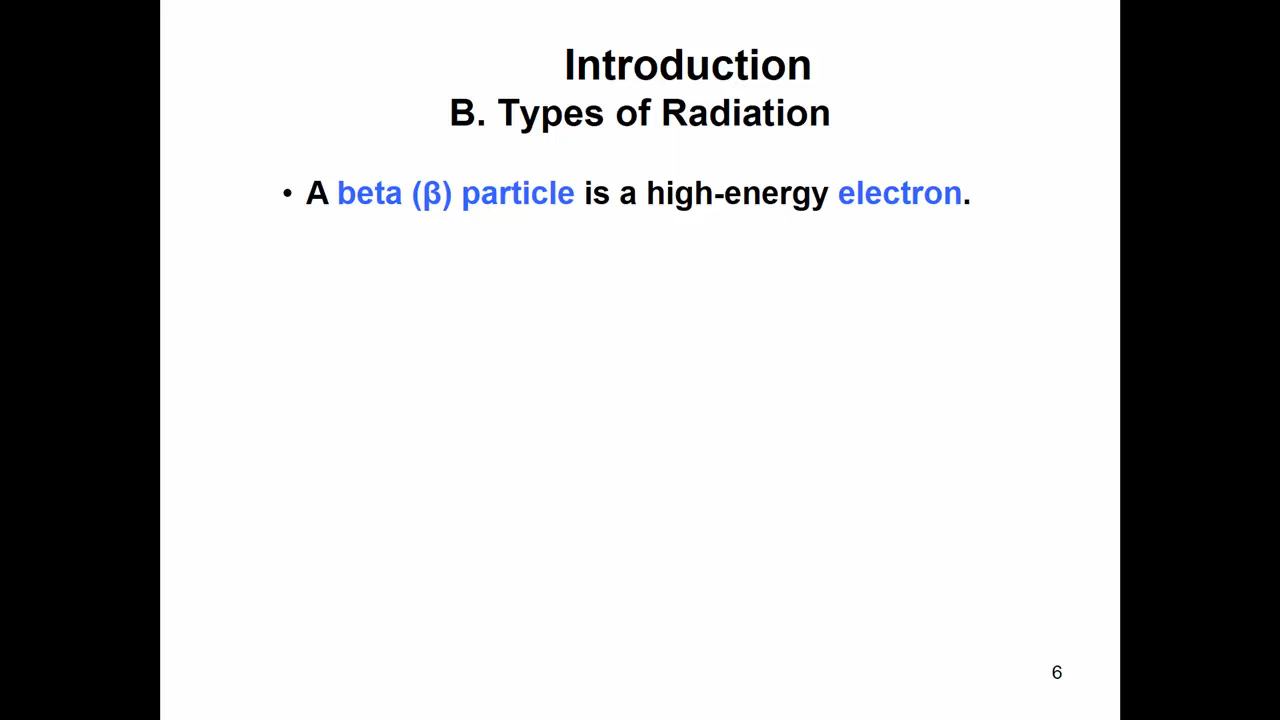 Introduction
B. Types of Radiation
• A beta (β) particle is a high-energy electron.
6